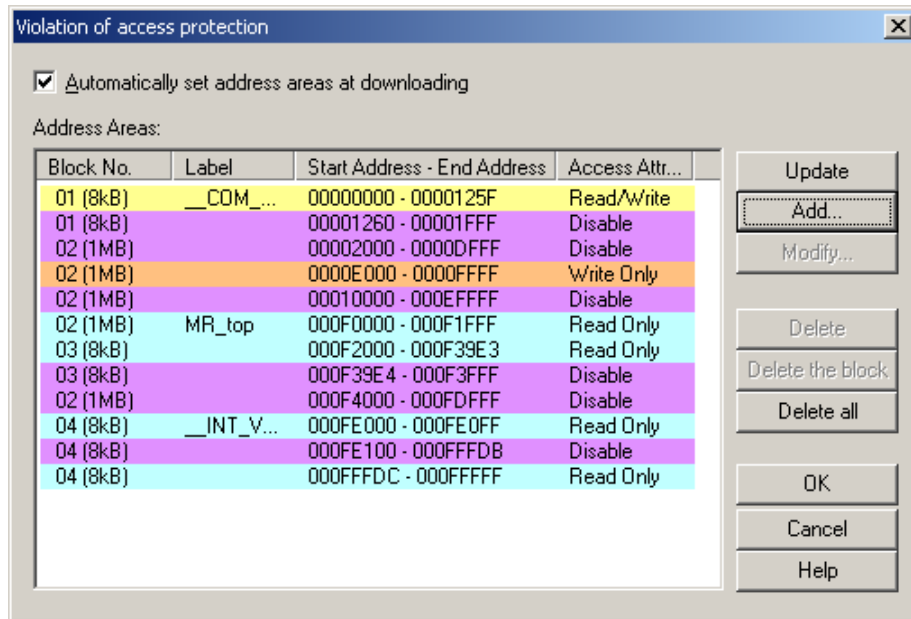 Violation of access protection
Automatically set address areas at downloading
Address Areas:
Block No. Label Start Address - End Address Access Attr...
01 (8kB) __COM_... 00000000 - 0000125F Read/Write
01 (8kB) 00001260 - 00001FFF Disable
02 (1MB) 00002000 - 0000DFFF Disable
02 (1MB) 0000E000 - 0000FFFF Write Only
02 (1MB) 00010000 - 000EFFFF Disable
02 (1MB) MR_top 000F0000 - 000F1FFF Read Only
03 (8kB) 000F2000 - 000F39E3 Read Only
03 (8kB) 000F39E4 - 000F3FFF Disable
02 (1MB) 000F4000 - 000FDFFF Disable
04 (8kB) __INT_V... 000FE000 - 000FE0FF Read Only
04 (8kB) 000FE100 - 000FFFDB Disable
04 (8kB) 000FFFDC - 000FFFFF Read Only
Update
Add...
Modify...
Delete
Delete the block
Delete all
OK
Cancel
Help